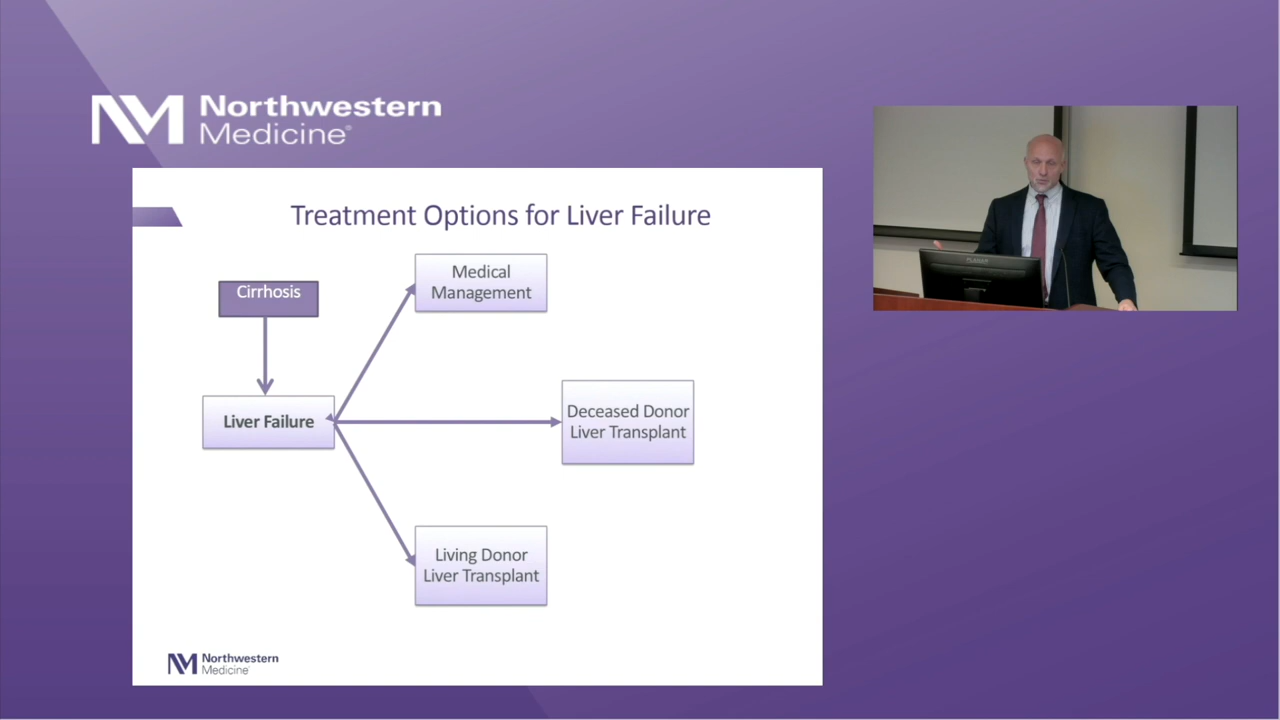 Northwestern
Medicine®
Treatment Options for Liver Failure
Cirrhosis
Medical
Management
Liver Failure
Deceased Donor
Liver Transplant
Living Donor
Liver Transplant
Northwestern
Medicine